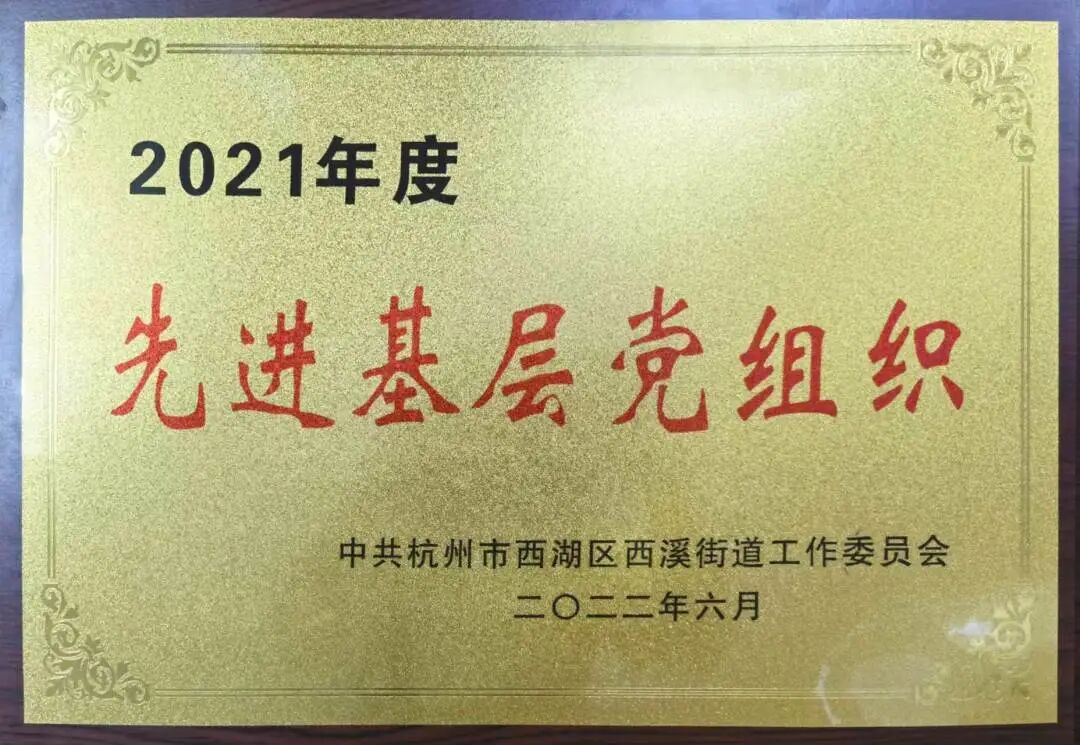 2021年度
先进基层党组织
中共杭州市西湖区西溪街道工作委员会
二〇二二年六月